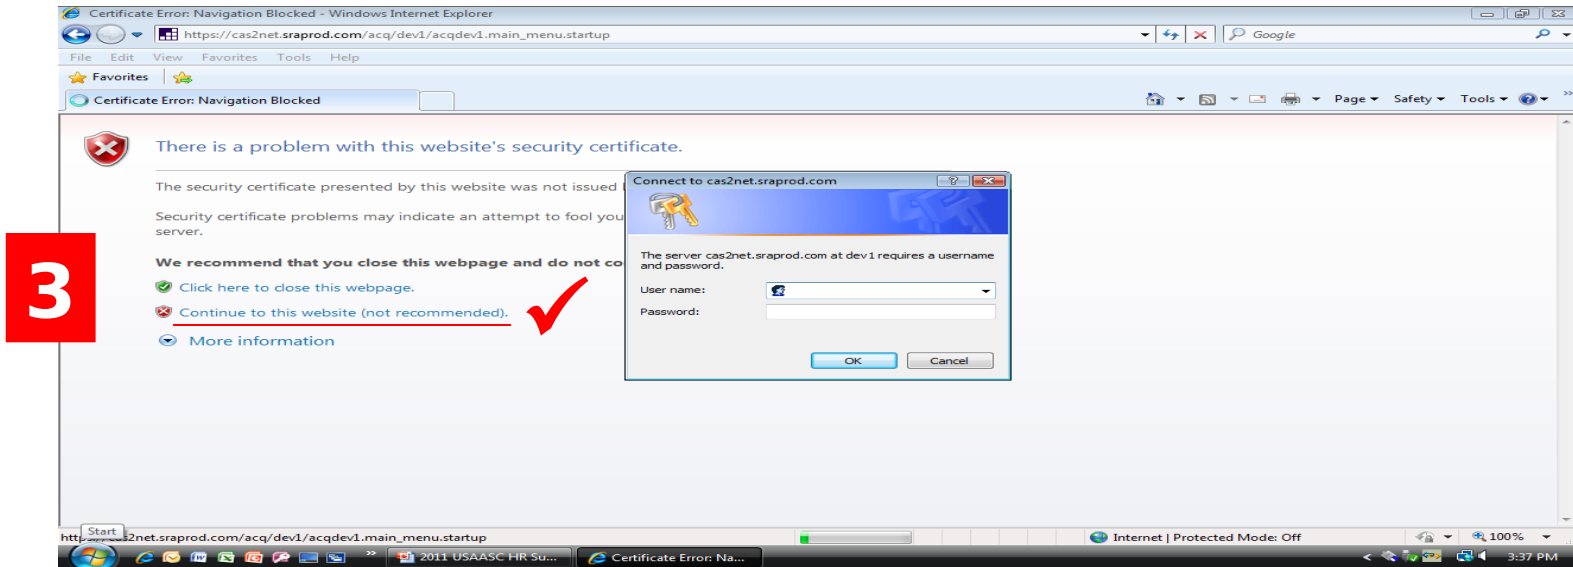 Certificate Error: Navigation Blocked - Windows Internet Explorer
https://cas2net.sraprod.com/acq/dev1/acqdev1.main_menu.startup
Google
File Edit View Favorites Tools Help
Favorites
Certificate Error: Navigation Blocked
Page Safety Tools
There is a problem with this website's security certificate.
The security certificate presented by this website was not issued
Security certificate problems may indicate an attempt to fool you
server.
We recommend that you close this webpage and do not co
Click here to close this webpage.
Continue to this website (not recommended).
More information
3
Connect to cas2net.sraprod.com
The server cas2net.sraprod.com at dev1 requires a username
and password.
User name:
Password:
OK Cancel
Start
http 2net.sraprod.com/acq/dev1/acqdev1.main_menu.startup
Internet | Protected Mode: Off
100%
2011 USAASC HR Su...
Certificate Error: Na...
3:37 PM